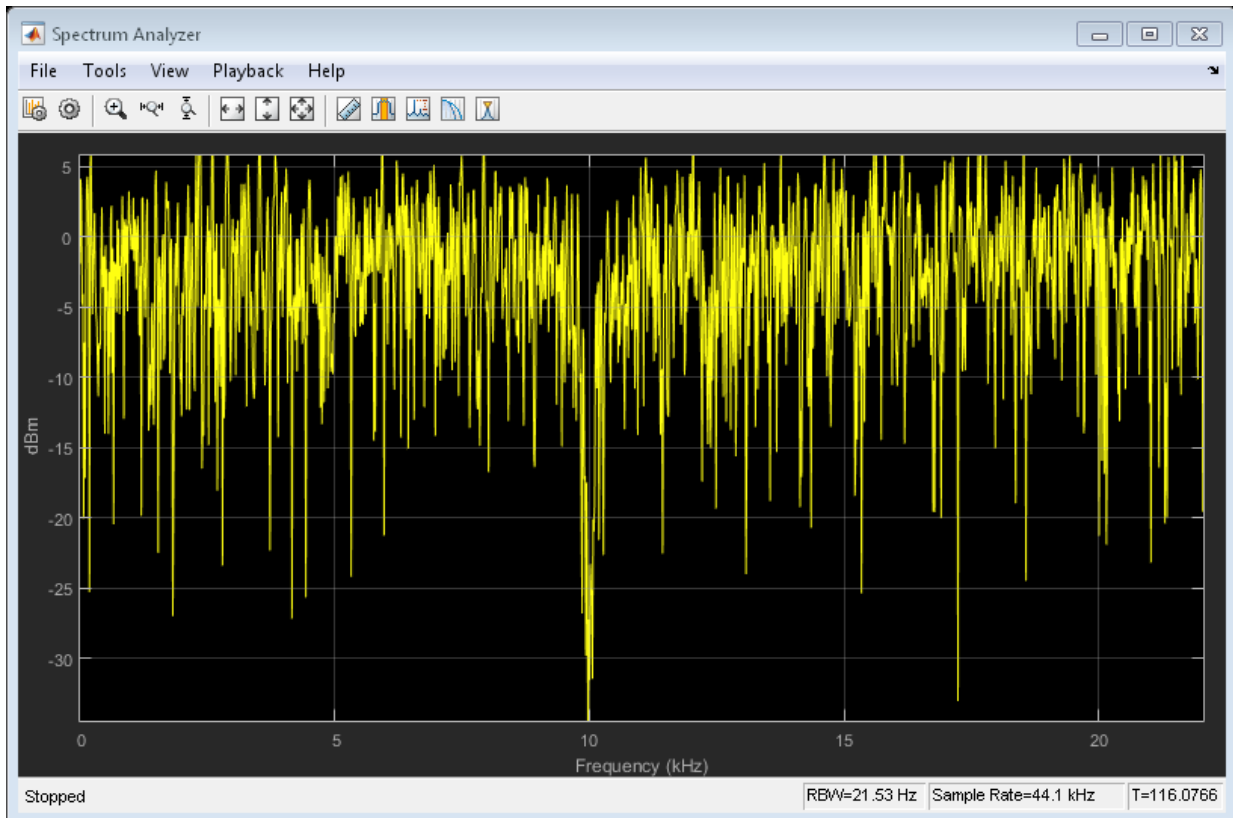 Spectrum Analyzer
File Tools View Playback Help
5
0
-5
-10
-15
-20
-25
-30
dBm
0 5 10 15 20
Frequency (kHz)
Stopped RBW=21.53 Hz Sample Rate=44.1 kHz T=116.0766